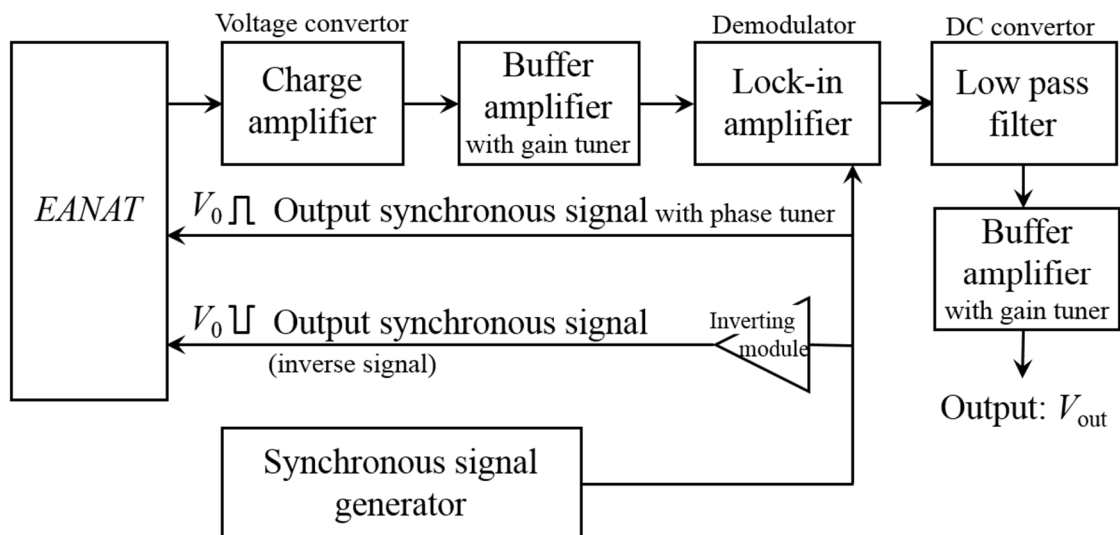 Voltage convertor
Demodulator
DC convertor
Charge
amplifier
Buffer
amplifier
with gain tuner
Lock-in
amplifier
Low pass
filter
EANAT
V0 Output synchronous signal with phase tuner
Buffer
amplifier
with gain tuner
V0 Output synchronous signal
(inverse signal)
Inverting
module
Output: Vout
Synchronous signal
generator